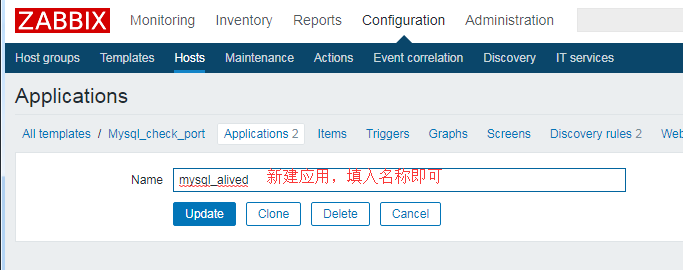 ZABBIX Monitoring Inventory Reports Configuration Administration
Host groups Templates Hosts Maintenance Actions Event correlation Discovery IT services
Applications
All templates / Mysql_check_port Applications 2 Items Triggers Graphs Screens Discovery rules 2 Web
Name mysql_alived 新建应用，填入名称即可
Update Clone Delete Cancel